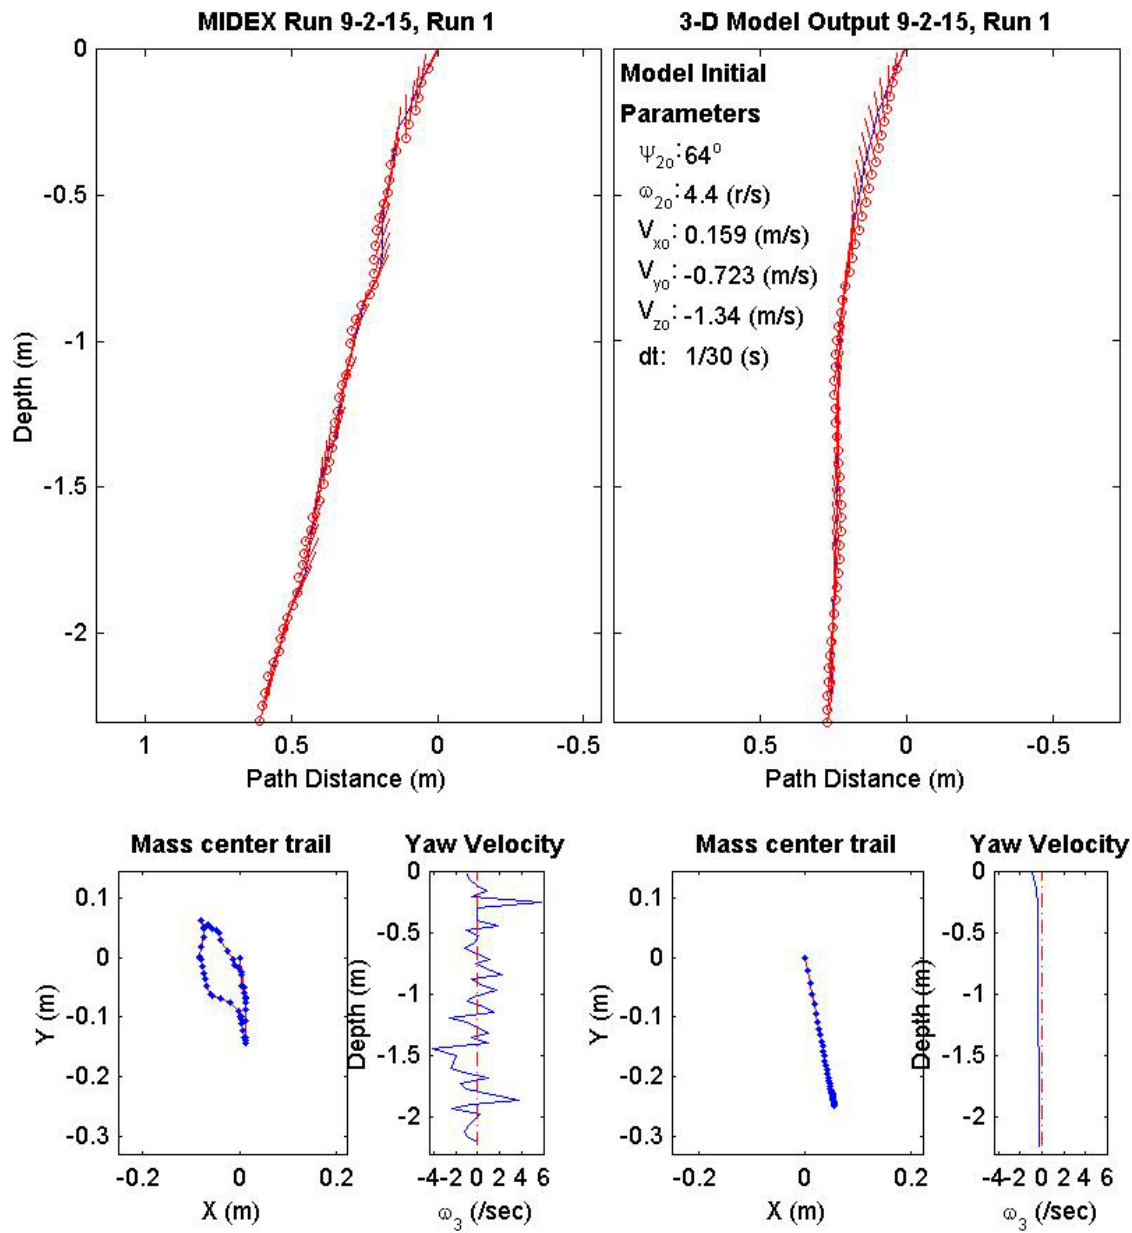 MIDEX Run 9-2-15, Run 1
3-D Model Output 9-2-15, Run 1
0
-0.5
-1
-1.5
-2
Depth (m)
1 0.5 0 -0.5
Path Distance (m)
Model Initial
Parameters
Ψ2o: 64°
ω2o: 4.4 (r/s)
Vxo: 0.159 (m/s)
Vyo: -0.723 (m/s)
Vzo: -1.34 (m/s)
dt: 1/30 (s)
0.5 0 -0.5
Path Distance (m)
Mass center trail
0.1
0
-0.1
-0.2
-0.3
Y (m)
-0.2 0 0.2
X (m)
Yaw Velocity
0
-0.5
-1
-1.5
-2
Depth (m)
-4 -2 0 2 4 6
ω3 (/sec)
Mass center trail
0.1
0
-0.1
-0.2
-0.3
Y (m)
-0.2 0 0.2
X (m)
Yaw Velocity
0
-0.5
-1
-1.5
-2
Depth (m)
-4 -2 0 2 4 6
ω3 (/sec)